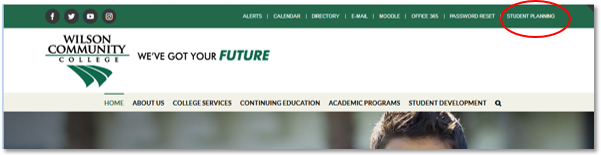 ALERTS | CALENDAR | DIRECTORY | E-MAIL | MOODLE | OFFICE 365 | PASSWORD RESET | STUDENT PLANNING
WILSON
COMMUNITY
COLLEGE
WE'VE GOT YOUR FUTURE
HOME ABOUT US COLLEGE SERVICES CONTINUING EDUCATION ACADEMIC PROGRAMS STUDENT DEVELOPMENT